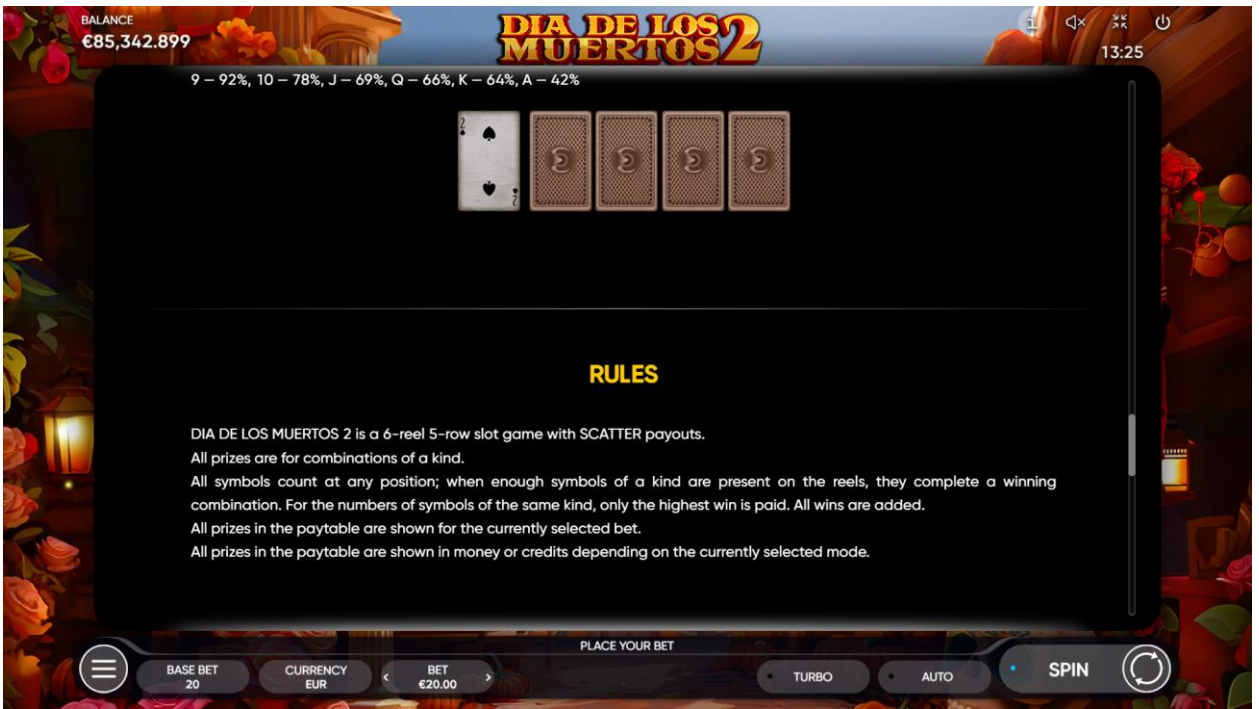 BALANCE
€85,342.899
DIA DE LOS
MUERTOS 2
13:25
9 – 92%, 10 – 78%, J – 69%, Q – 66%, K – 64%, A – 42%
2
2
RULES
DIA DE LOS MUERTOS 2 is a 6-reel 5-row slot game with SCATTER payouts.
All prizes are for combinations of a kind.
All symbols count at any position; when enough symbols of a kind are present on the reels, they complete a winning
combination. For the numbers of symbols of the same kind, only the highest win is paid. All wins are added.
All prizes in the paytable are shown for the currently selected bet.
All prizes in the paytable are shown in money or credits depending on the currently selected mode.
PLACE YOUR BET
BASE BET
20
CURRENCY
EUR
BET
€20.00
TURBO
AUTO
SPIN